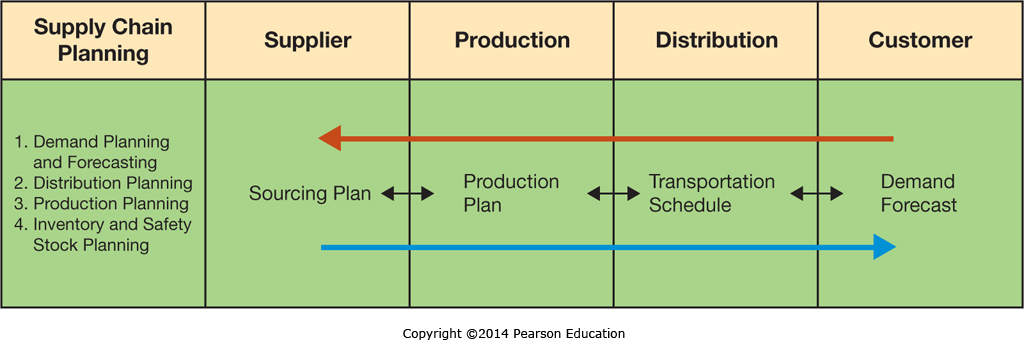 Supply Chain
Planning
Supplier
Production
Distribution
Customer
1. Demand Planning
and Forecasting
2. Distribution Planning
3. Production Planning
4. Inventory and Safety
Stock Planning
Sourcing Plan
Production
Plan
Transportation
Schedule
Demand
Forecast
Copyright ©2014 Pearson Education